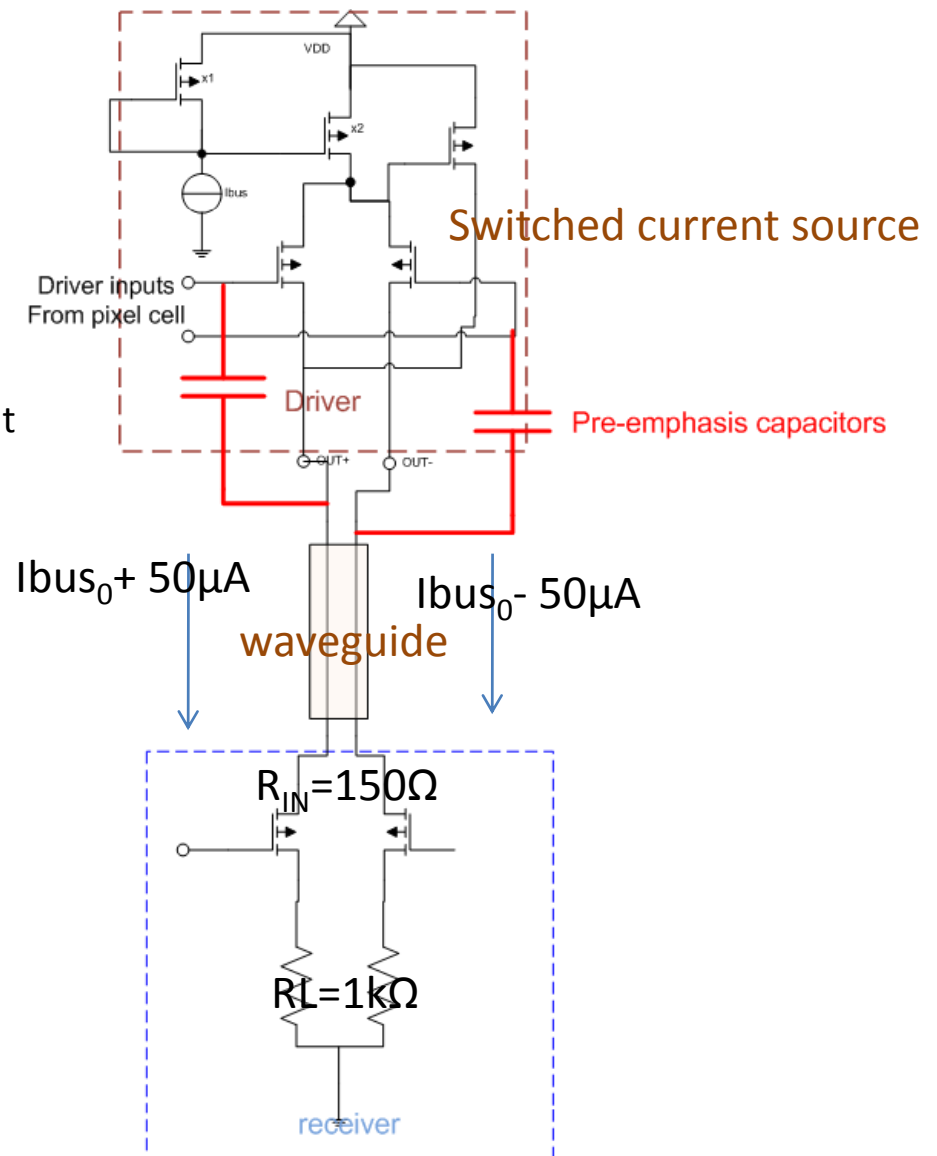 VDD
x1
x2
Ibus
Switched current source
Driver inputs
From pixel cell
t
Driver
Pre-emphasis capacitors
OUT+
OUT-
Ibus₀+ 50µA
Ibus₀- 50µA
waveguide
R_IN=150Ω
RL=1kΩ
receiver